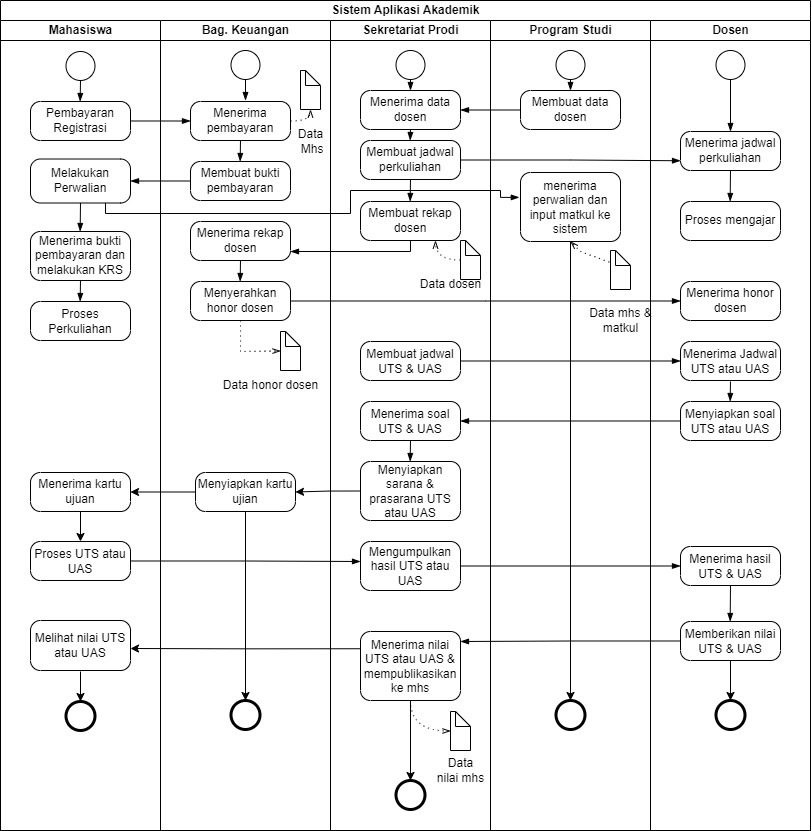 Sistem Aplikasi Akademik
Mahasiswa
Bag. Keuangan
Sekretariat Prodi
Program Studi
Dosen
Pembayaran
Registrasi
Menerima
pembayaran
Data
Mhs
Menerima data
dosen
Membuat data
dosen
Membuat jadwal
perkuliahan
Menerima jadwal
perkuliahan
Melakukan
Perwalian
Membuat bukti
pembayaran
menerima
perwalian dan
input matkul ke
sistem
Membuat rekap
dosen
Proses mengajar
Menerima bukti
pembayaran dan
melakukan KRS
Menerima rekap
dosen
Data dosen
Proses
Perkuliahan
Menyerahkan
honor dosen
Data mhs &
matkul
Menerima honor
dosen
Data honor dosen
Membuat jadwal
UTS & UAS
Menerima Jadwal
UTS atau UAS
Menerima soal
UTS & UAS
Menyiapkan soal
UTS atau UAS
Menerima kartu
ujuan
Menyiapkan kartu
ujian
Menyiapkan
sarana &
prasarana UTS
atau UAS
Proses UTS atau
UAS
Mengumpulkan
hasil UTS atau
UAS
Menerima hasil
UTS & UAS
Melihat nilai UTS
atau UAS
Menerima nilai
UTS atau UAS &
mempublikasikan
ke mhs
Memberikan nilai
UTS & UAS
Data
nilai mhs